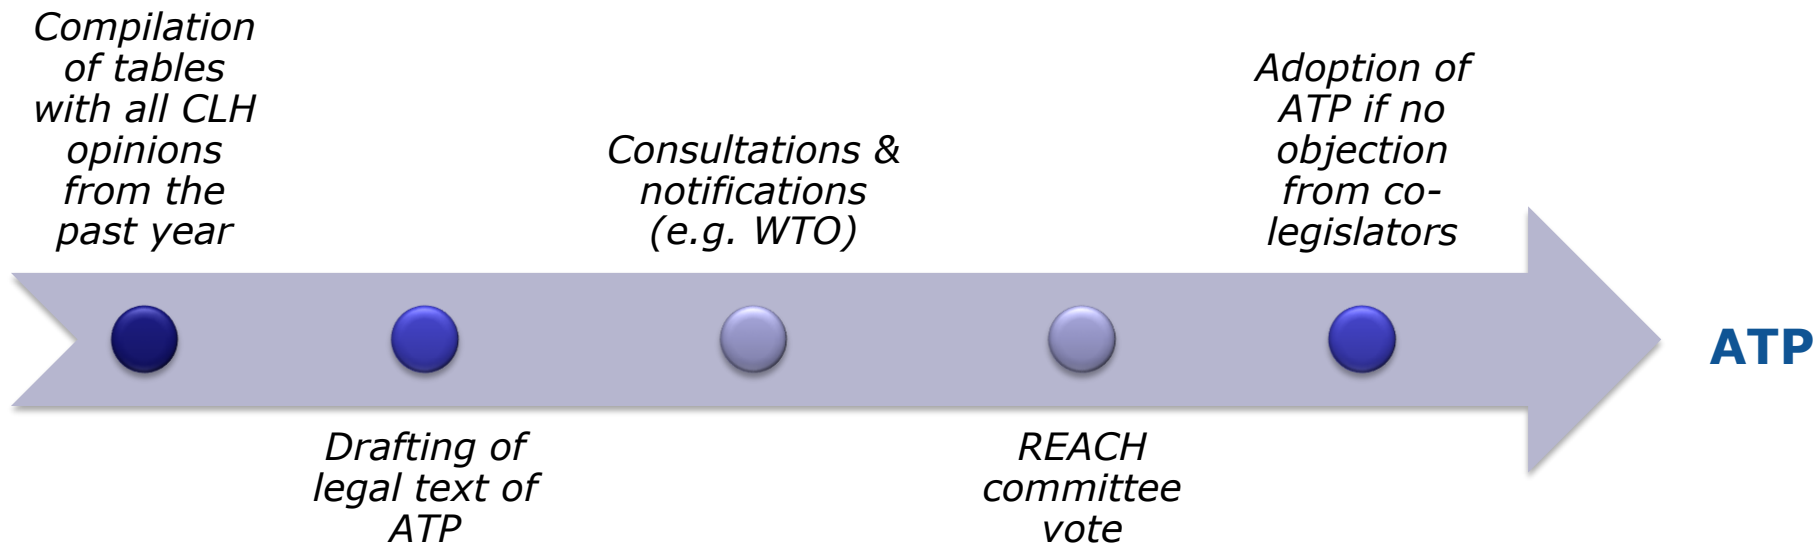 Compilation
of tables
with all CLH
opinions
from the
past year
Drafting of
legal text of
ATP
Consultations &
notifications
(e.g. WTO)
REACH
committee
vote
Adoption of
ATP if no
objection
from co-
legislators
ATP